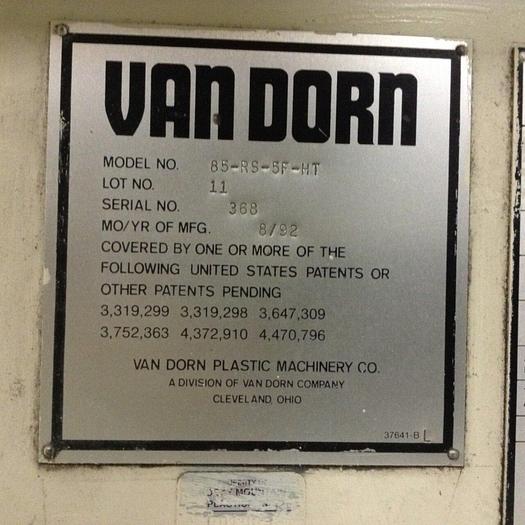 VAN DORN
MODEL NO. 85-RS-5F-HT
LOT NO. 11
SERIAL NO. 368
MO/YR OF MFG. 8/92
COVERED BY ONE OR MORE OF THE
FOLLOWING UNITED STATES PATENTS OR
OTHER PATENTS PENDING
3,319,299 3,319,298 3,647,309
3,752,363 4,372,910 4,470,796
VAN DORN PLASTIC MACHINERY CO.
A DIVISION OF VAN DORN COMPANY
CLEVELAND, OHIO
37641-B L